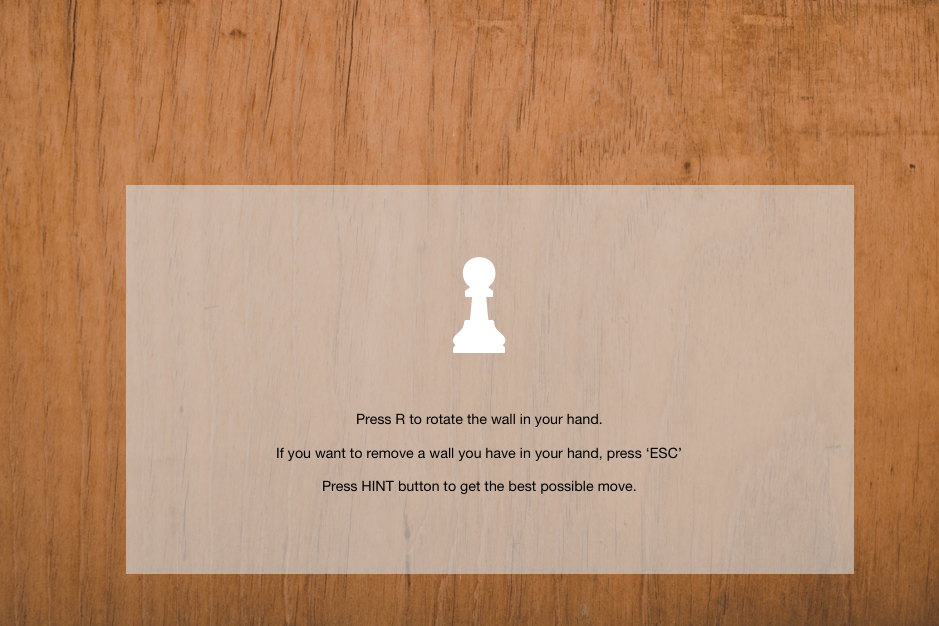 Press R to rotate the wall in your hand.
If you want to remove a wall you have in your hand, press ‘ESC’
Press HINT button to get the best possible move.